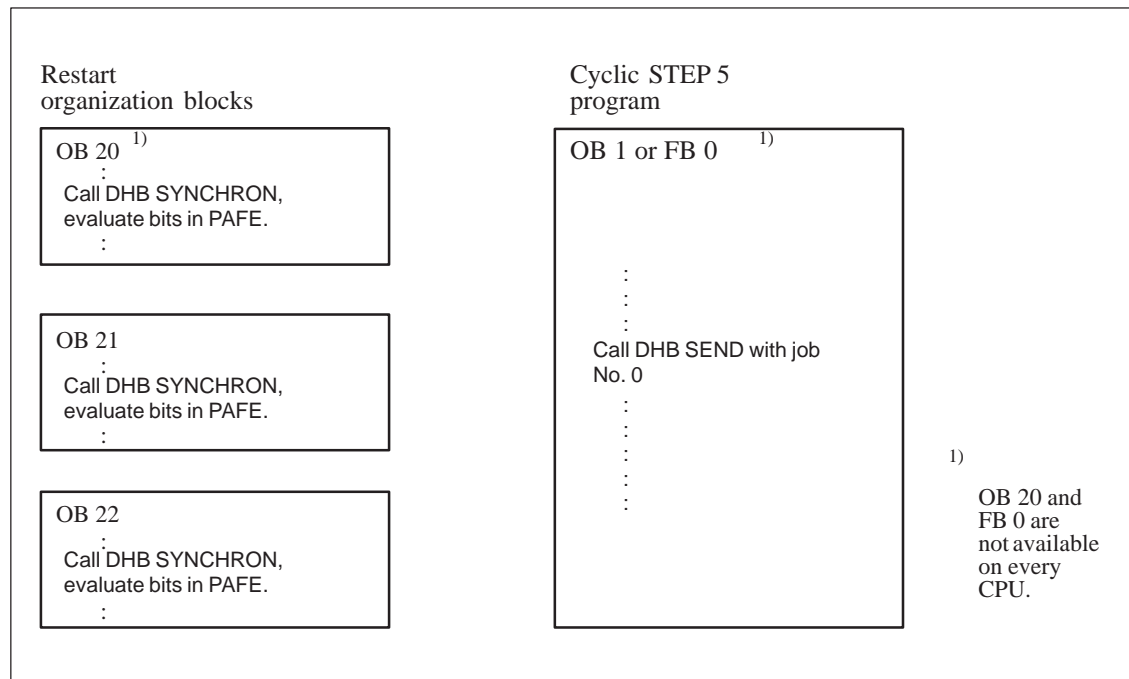 Restart
organization blocks
OB 20 1)
:
Call DHB SYNCHRON,
evaluate bits in PAFE.
:
OB 21
:
Call DHB SYNCHRON,
evaluate bits in PAFE.
:
OB 22
:
Call DHB SYNCHRON,
evaluate bits in PAFE.
:
Cyclic STEP 5
program
OB 1 or FB 0 1)
:
:
:
Call DHB SEND with job
No. 0
:
:
:
:
:
1)
OB 20 and
FB 0 are
not available
on every
CPU.